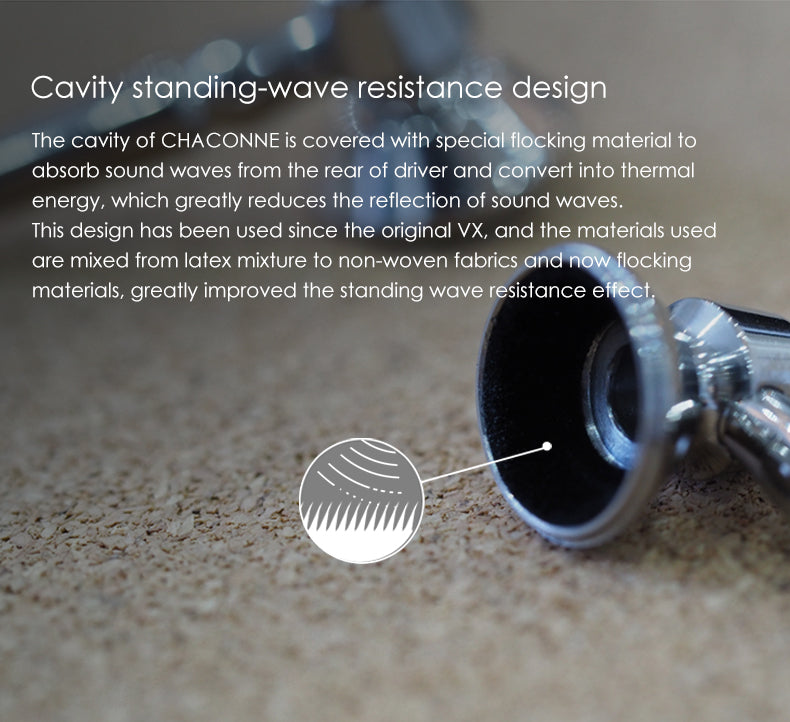 Cavity standing-wave resistance design
The cavity of CHACONNE is covered with special flocking material to
absorb sound waves from the rear of driver and convert into thermal
energy, which greatly reduces the reflection of sound waves.
This design has been used since the original VX, and the materials used
are mixed from latex mixture to non-woven fabrics and now flocking
materials, greatly improved the standing wave resistance effect.